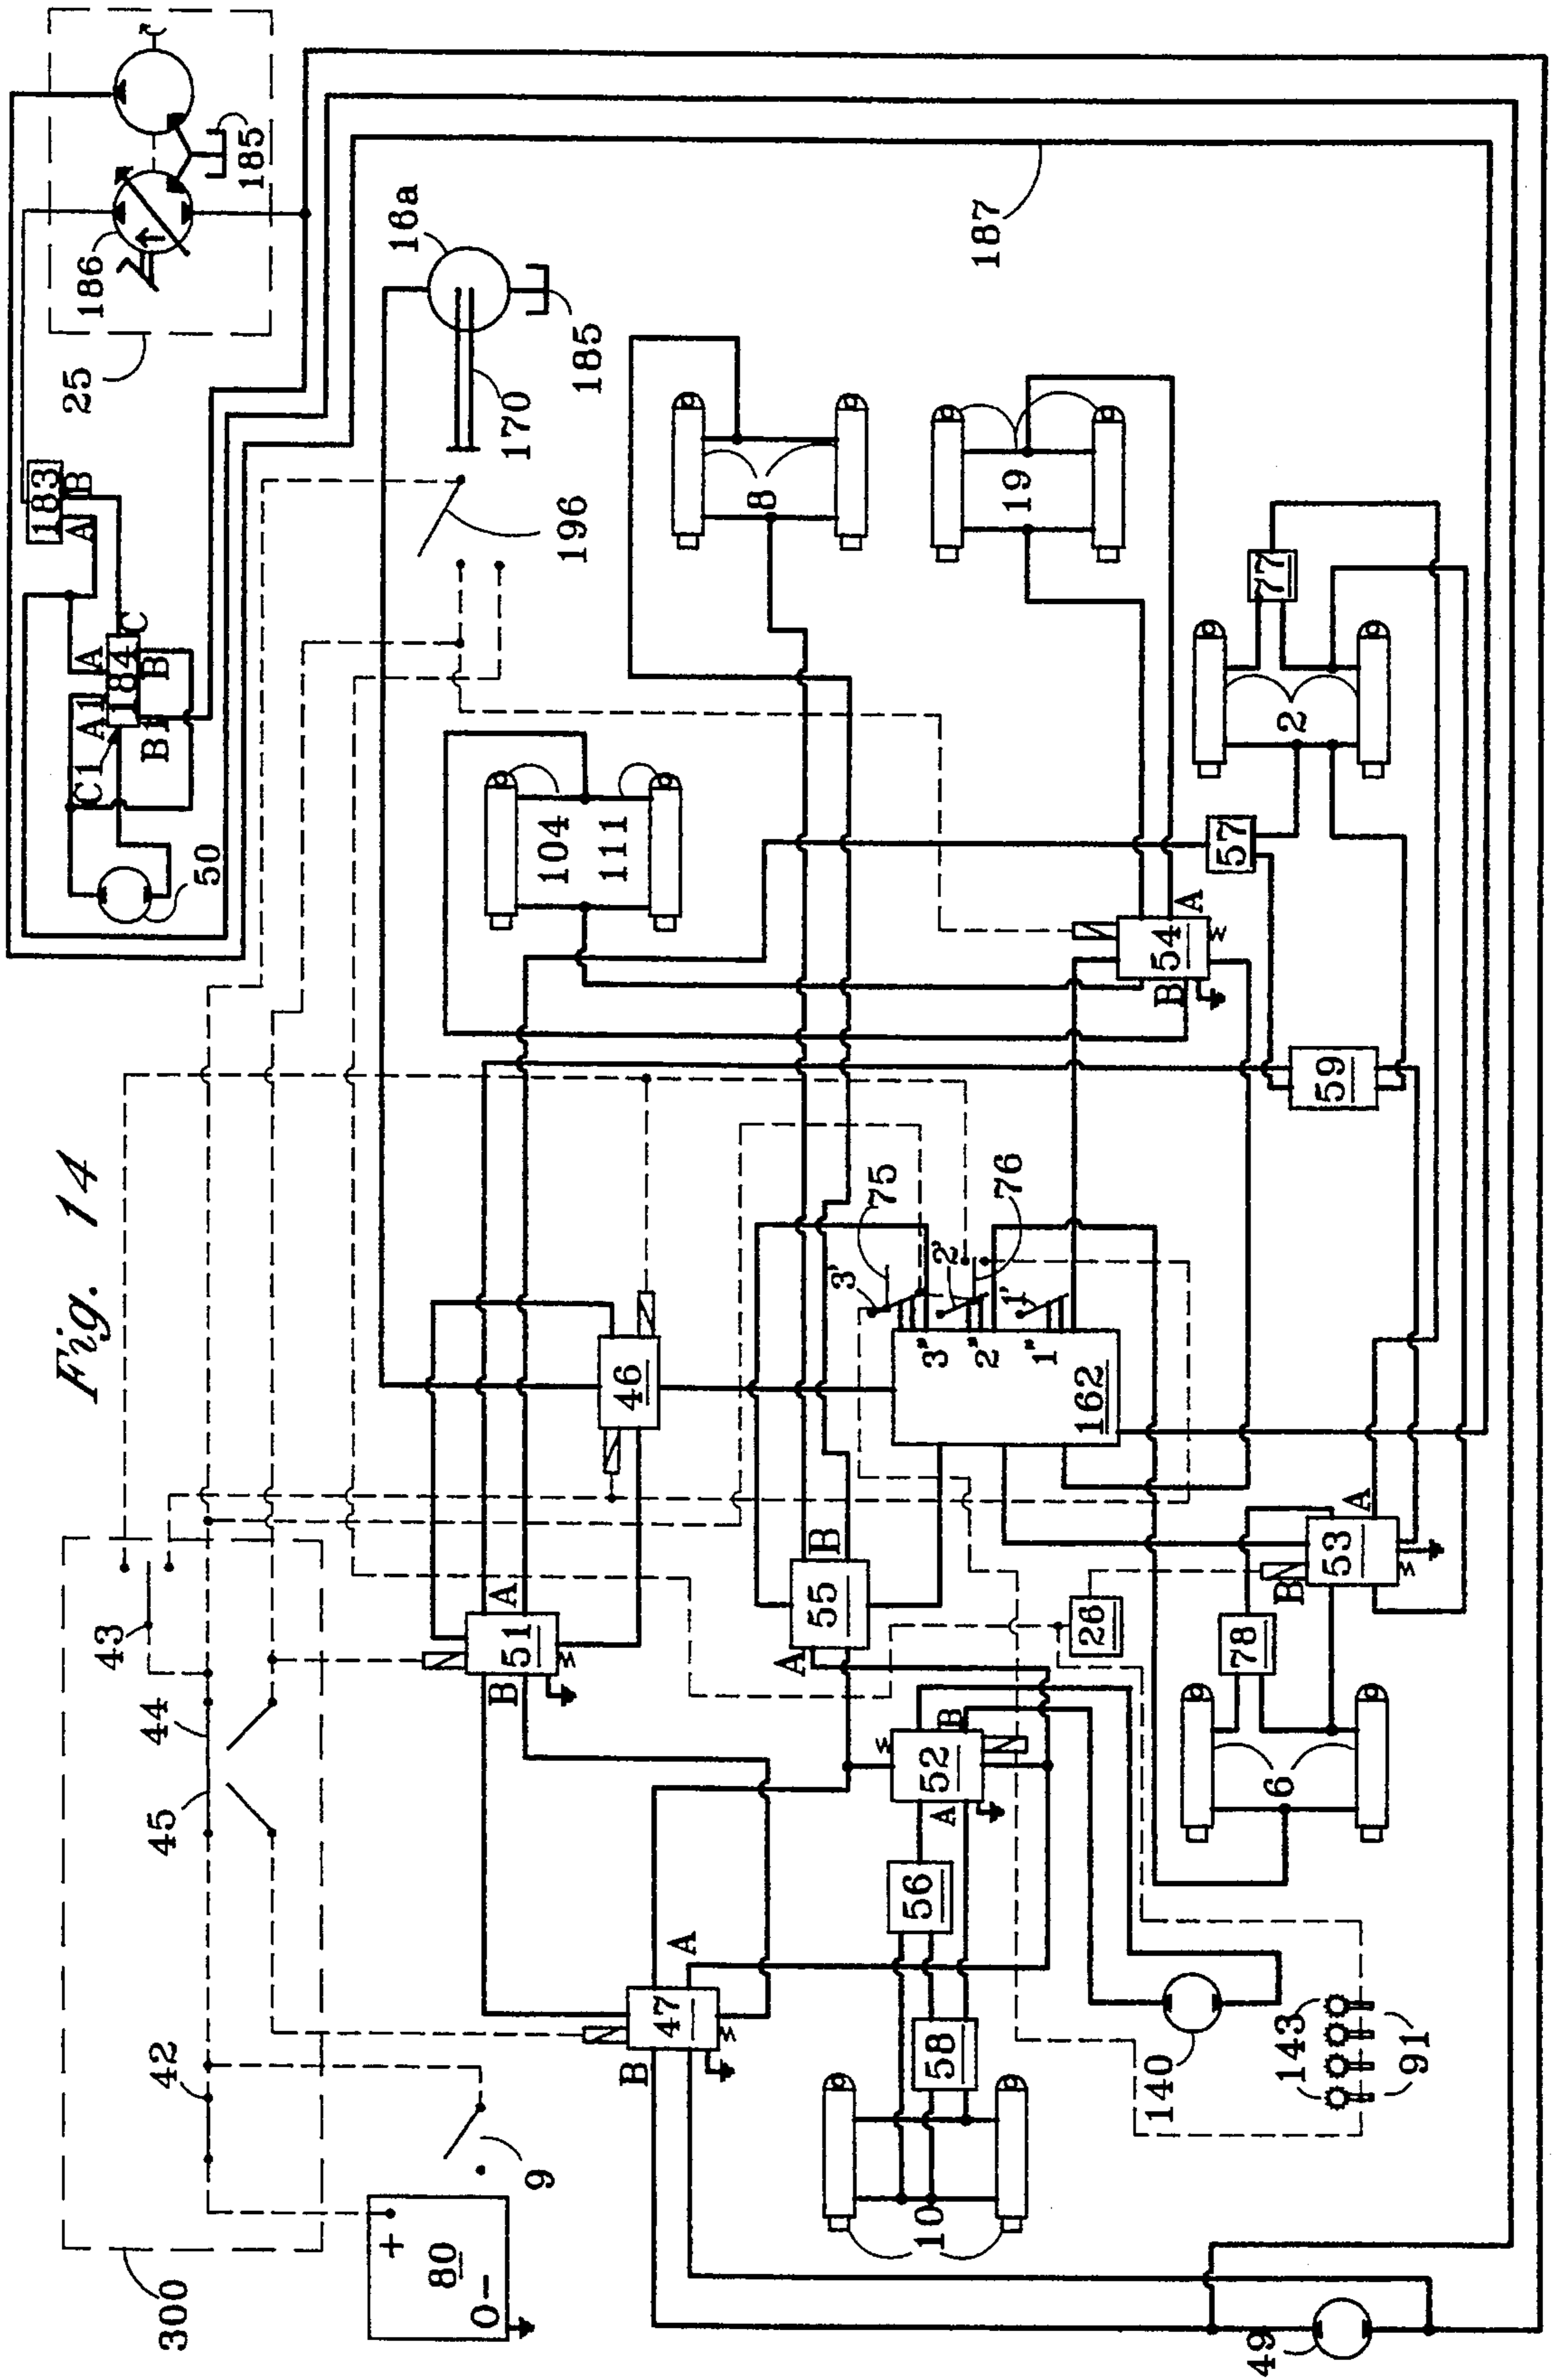 Fig. 14
300
42
45
44
43
80
+
O-
9
25
186
185
183
A
B
184
A
C
B
A1
C1
B1
50
16a
170
185
196
187
8
19
104
111
77
2
57
54
A
B
59
51
A
B
46
75
76
3'
2'
1'
3"
2"
1"
162
55
B
A
47
A
B
52
B
A
56
58
10
26
53
A
B
78
6
140
143
91
49